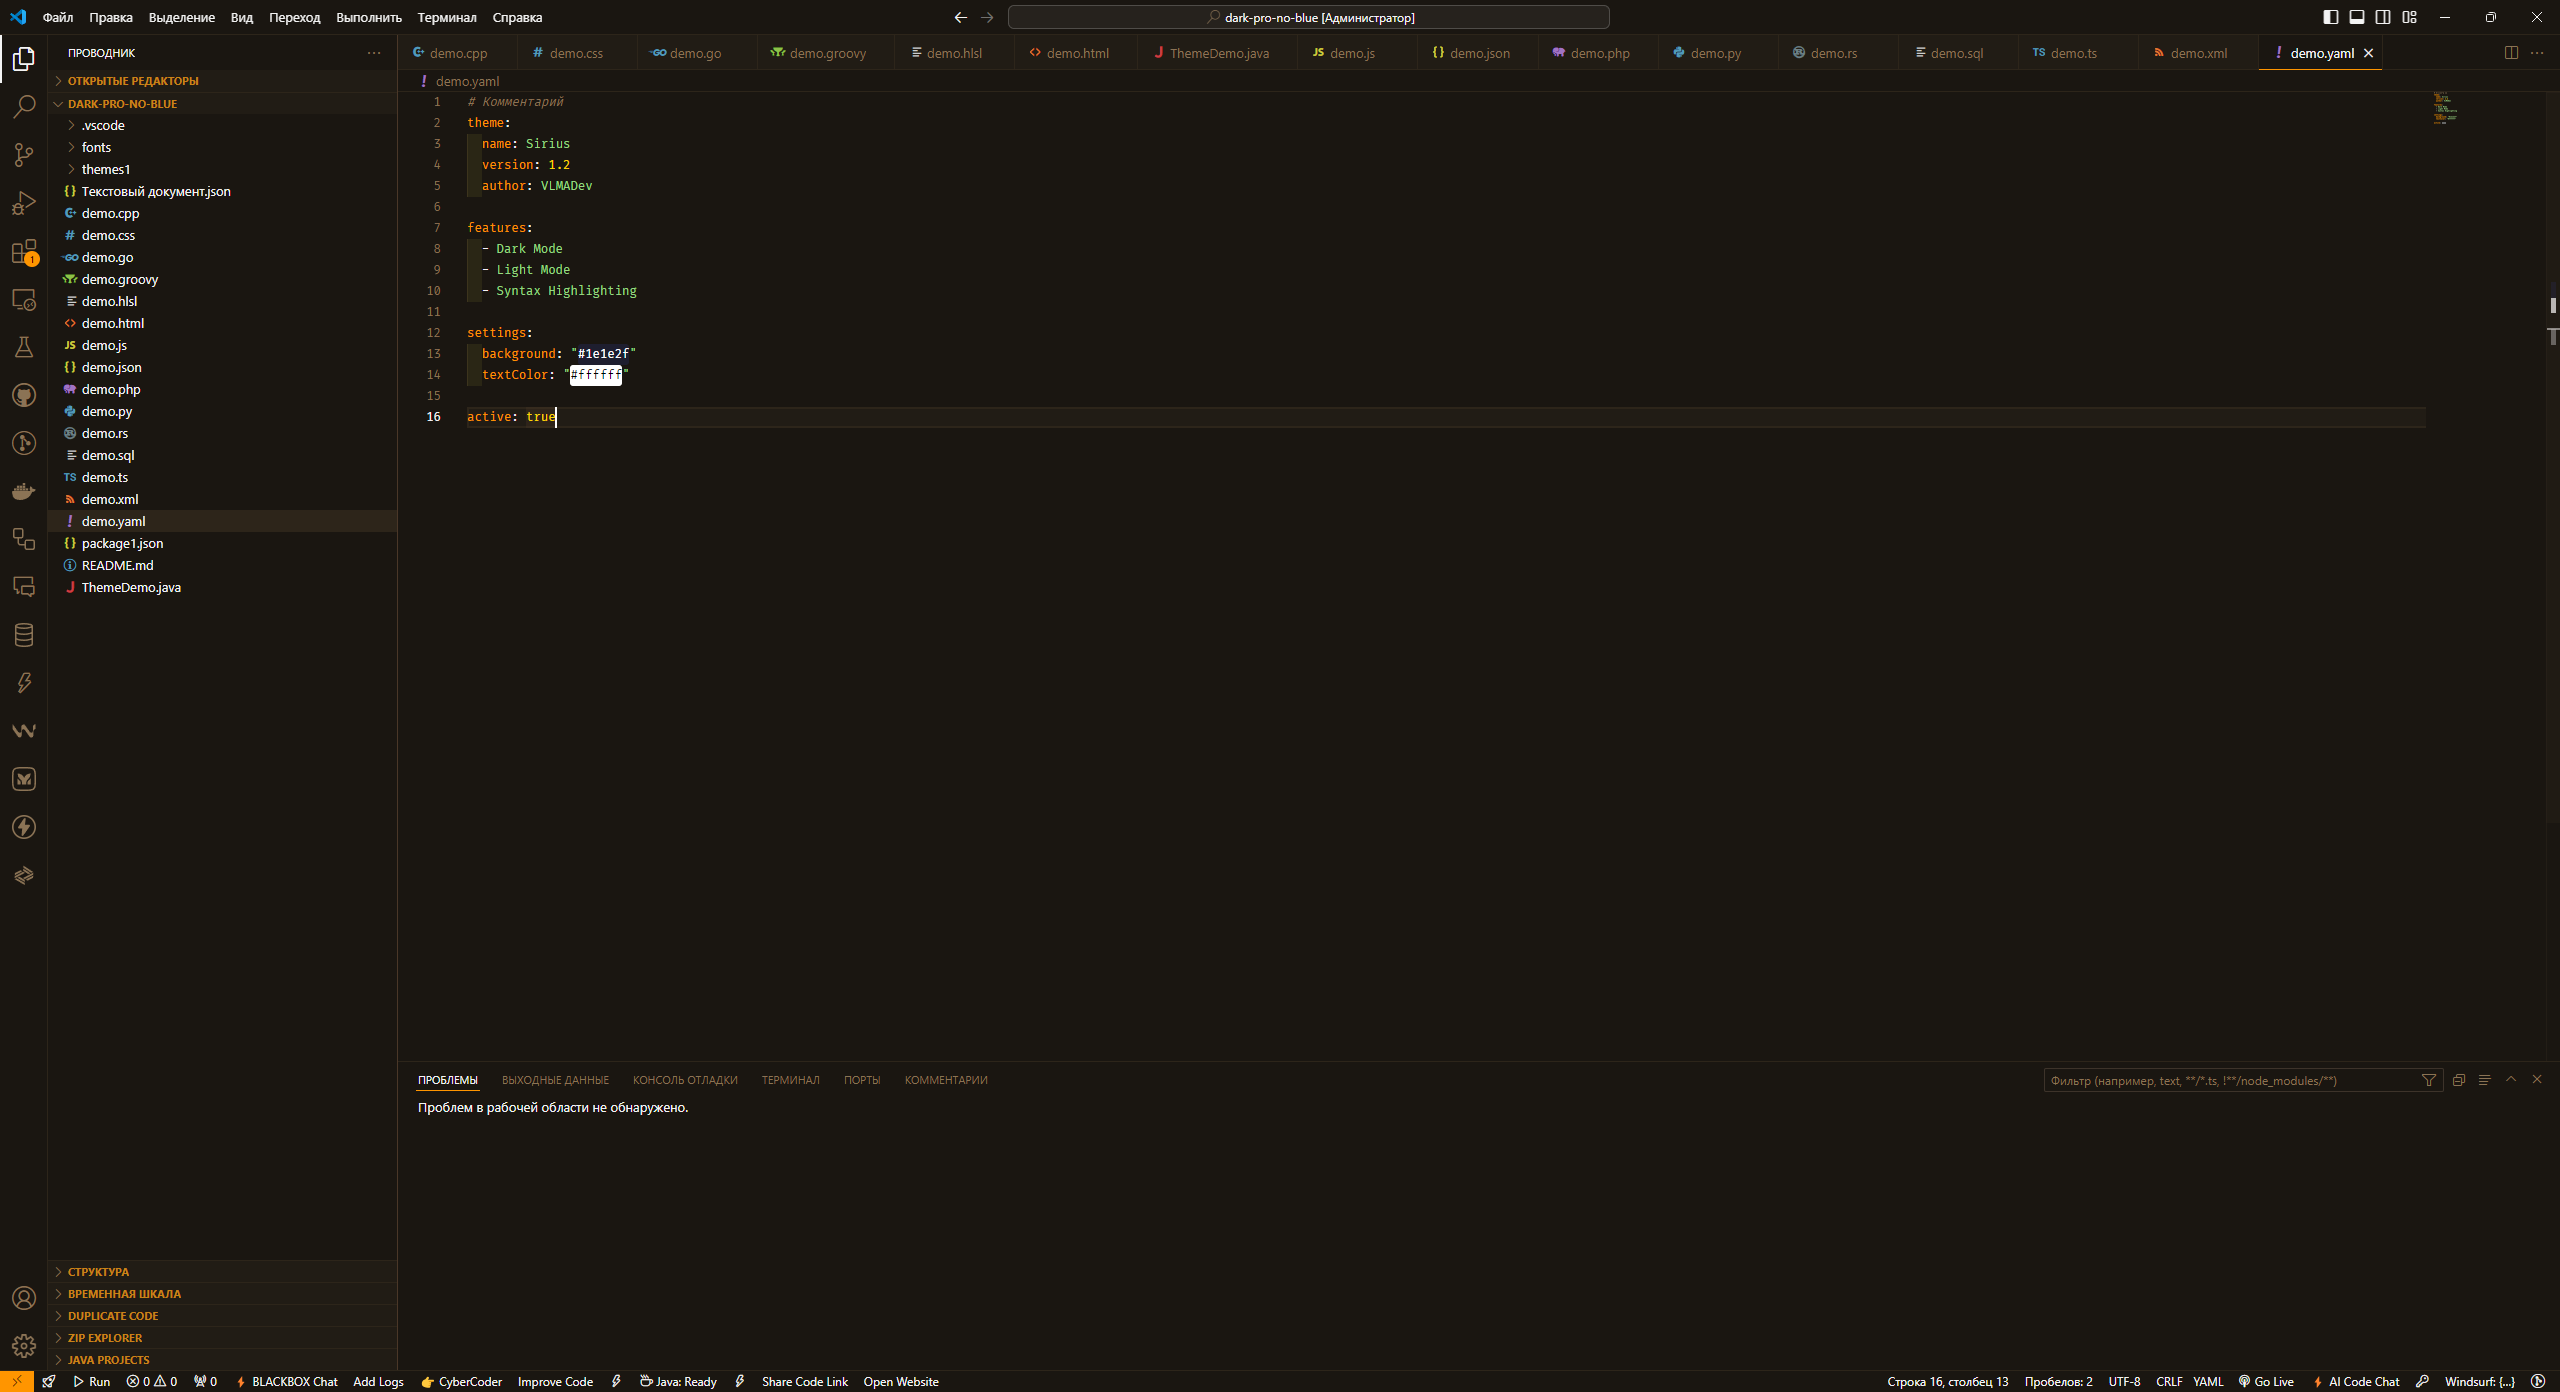 Файл Правка Выделение Вид Переход Выполнить Терминал Справка
dark-pro-no-blue [Администратор]
ПРОВОДНИК
ОТКРЫТЫЕ РЕДАКТОРЫ
DARK-PRO-NO-BLUE
.vscode
fonts
themes1
{} Текстовый документ.json
demo.cpp
# demo.css
GO demo.go
demo.groovy
demo.hlsl
<> demo.html
JS demo.js
{} demo.json
demo.php
demo.py
demo.rs
demo.sql
TS demo.ts
demo.xml
! demo.yaml
{} package1.json
README.md
J ThemeDemo.java
СТРУКТУРА
ВРЕМЕННАЯ ШКАЛА
DUPLICATE CODE
ZIP EXPLORER
JAVA PROJECTS
1
demo.cpp # demo.css GO demo.go demo.groovy demo.hlsl <> demo.html J ThemeDemo.java JS demo.js {} demo.json demo.php demo.py demo.rs demo.sql TS demo.ts demo.xml ! demo.yaml
! demo.yaml
1 # Комментарий
2 theme:
3 name: Sirius
4 version: 1.2
5 author: VLMADev
6
7 features:
8 - Dark Mode
9 - Light Mode
10 - Syntax Highlighting
11
12 settings:
13 background: "#1e1e2f"
14 textColor: "#ffffff"
15
16 active: true
ПРОБЛЕМЫ ВЫХОДНЫЕ ДАННЫЕ КОНСОЛЬ ОТЛАДКИ ТЕРМИНАЛ ПОРТЫ КОММЕНТАРИИ
Фильтр (например, text, **/*.ts, !**/node_modules/**)
Проблем в рабочей области не обнаружено.
Run 0 0 0 BLACKBOX Chat Add Logs CyberCoder Improve Code Java: Ready Share Code Link Open Website
Строка 16, столбец 13 Пробелов: 2 UTF-8 CRLF YAML Go Live AI Code Chat Windsurf: {...}